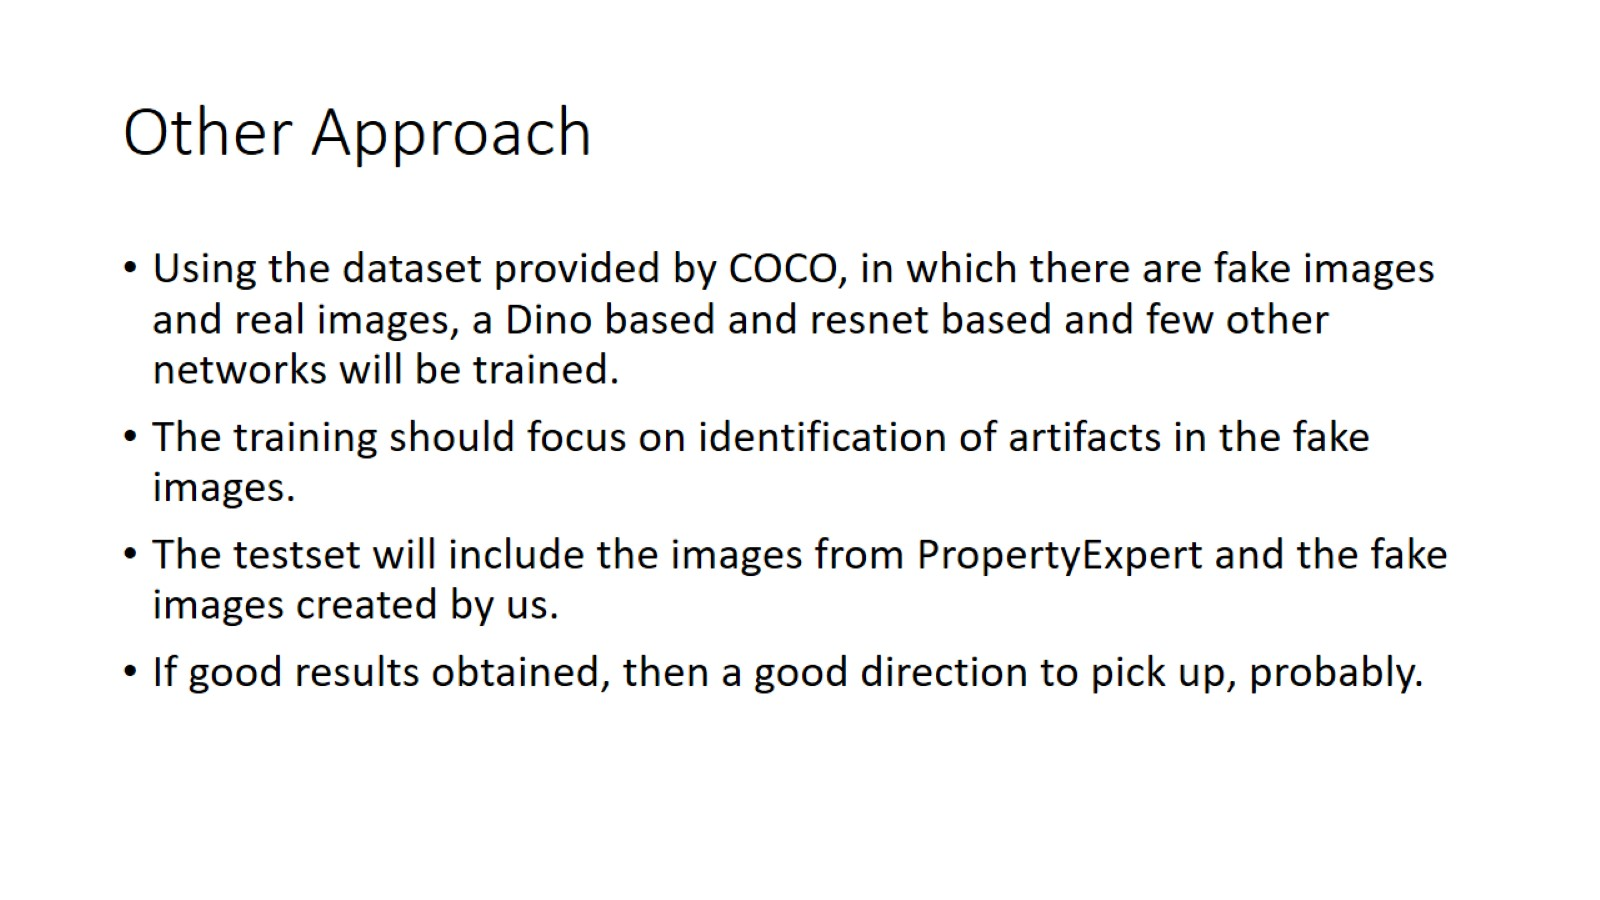 Other Approach
• Using the dataset provided by COCO, in which there are fake images
and real images, a Dino based and resnet based and few other
networks will be trained.
• The training should focus on identification of artifacts in the fake
images.
• The testset will include the images from PropertyExpert and the fake
images created by us.
• If good results obtained, then a good direction to pick up, probably.